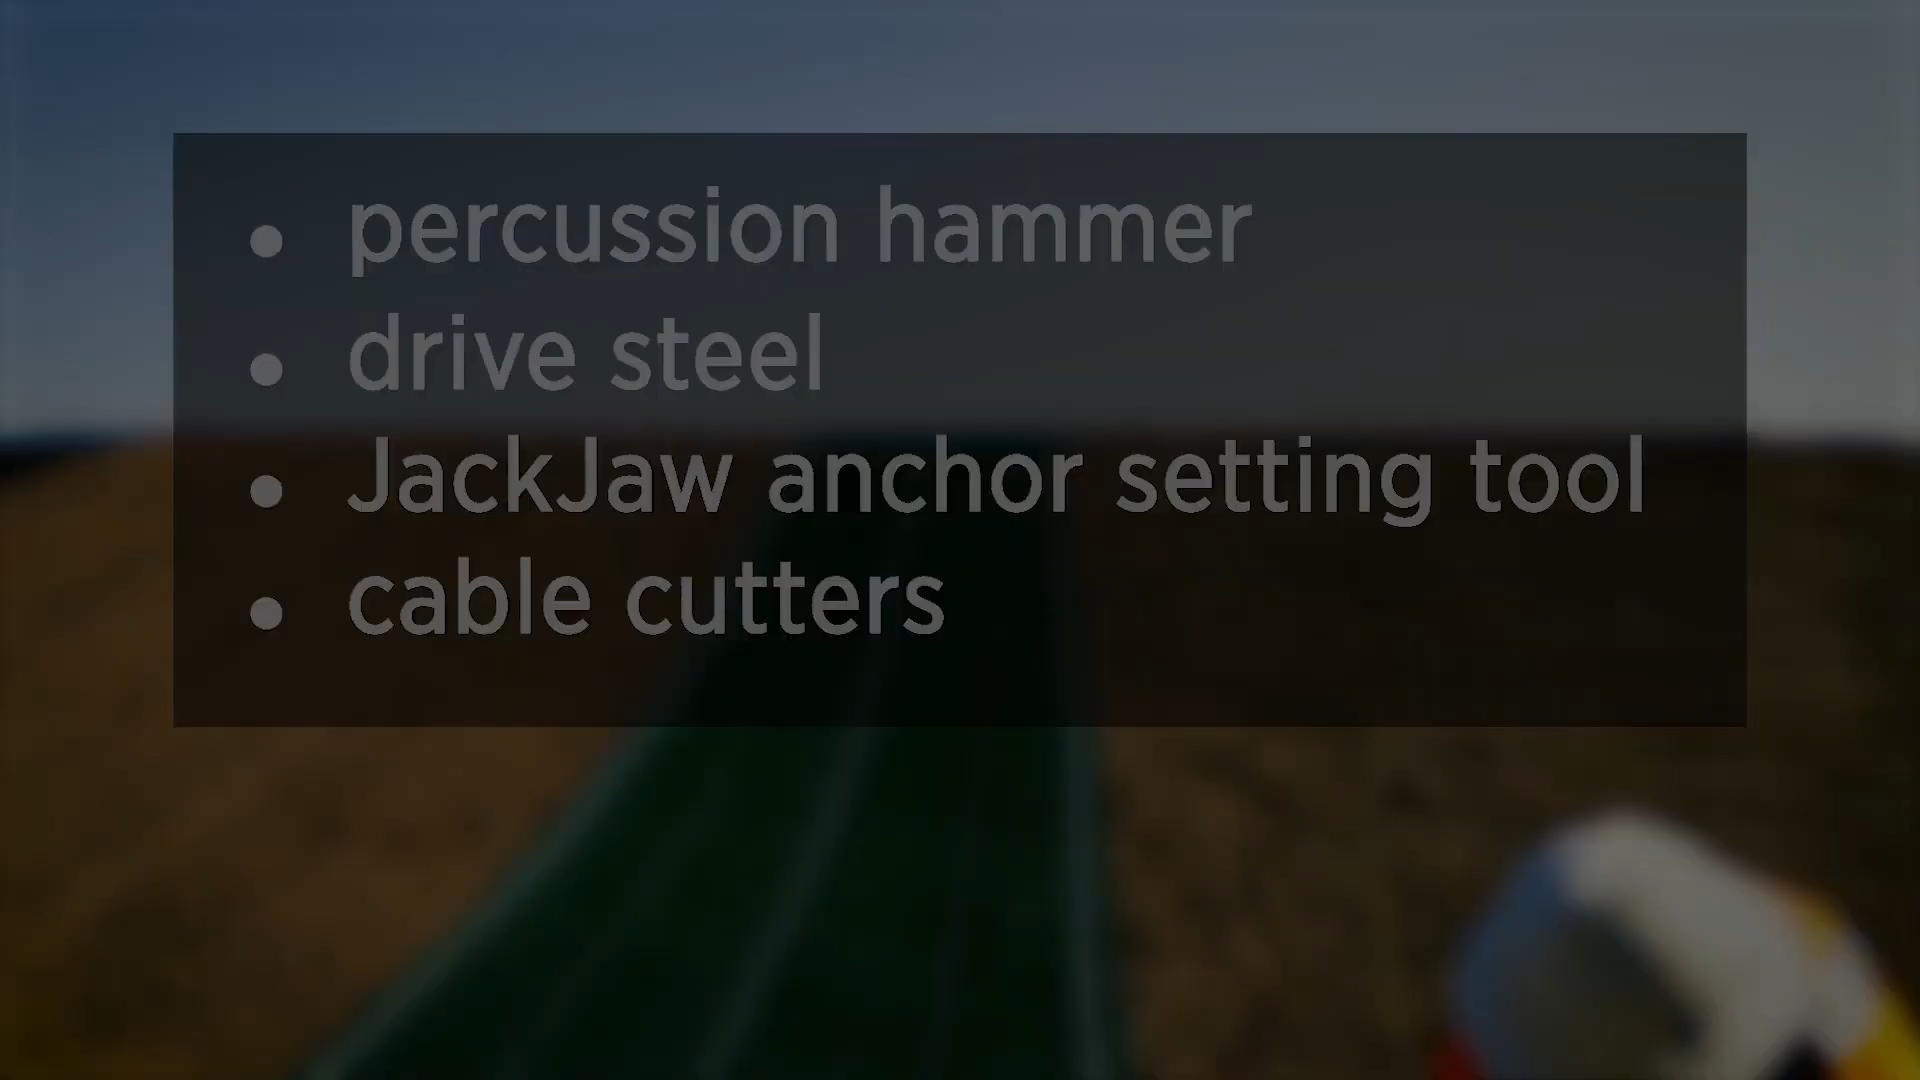 • percussion hammer
• drive steel
• JackJaw anchor setting tool
• cable cutters